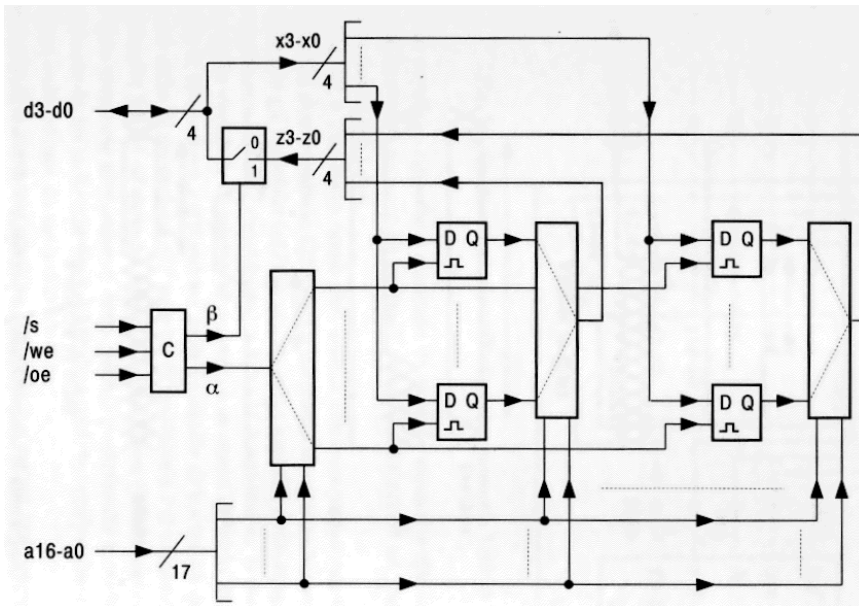 x3-x0
4
d3-d0
4
0
1
z3-z0
4
D Q
D Q
/s
/we
/oe
C
β
α
D Q
D Q
a16-a0
17